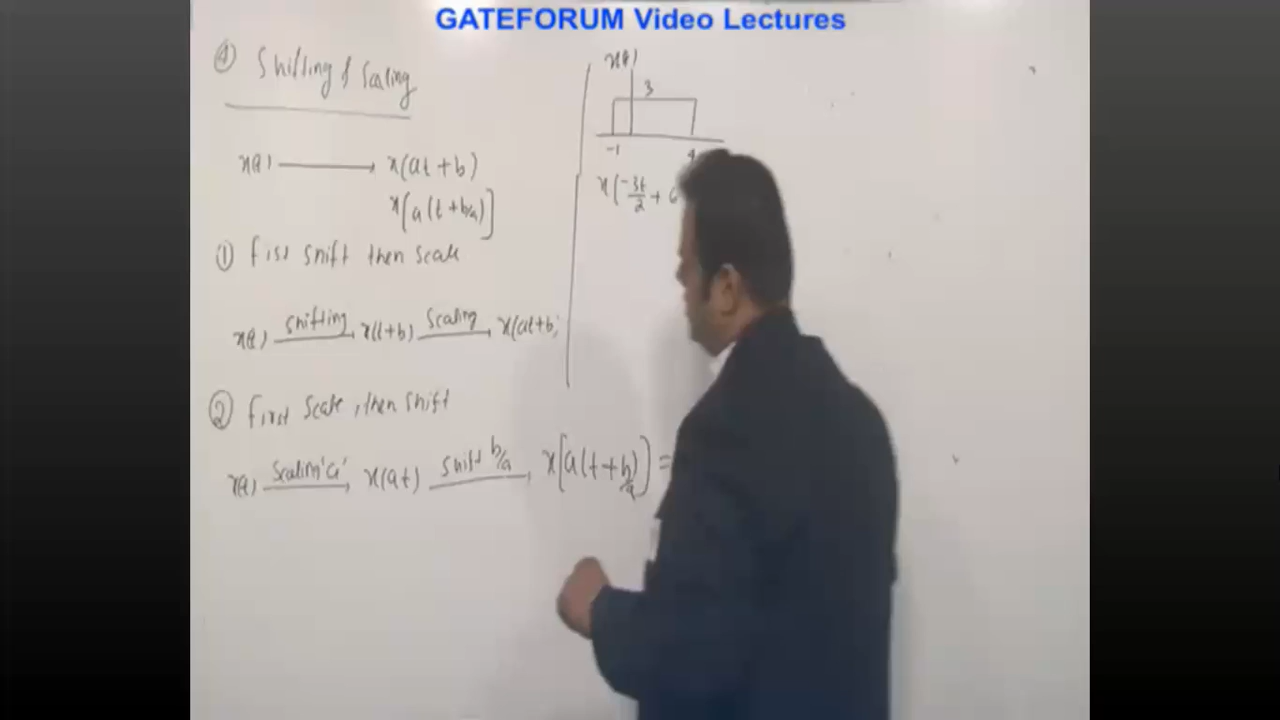 GATEFORUM Video Lectures
④ Shifting & Scaling
x(t) → x(at+b)
x[a(t+b/a)]
① First shift then scale
x(t) shifting → x(t+b) scaling → x(at+b)
② First Scale, then shift
x(t) scaling 'a' → x(at) shift b/a → x[a(t+b/a)] =
x(t)
3
-1 4
x(-3t/2 + 6